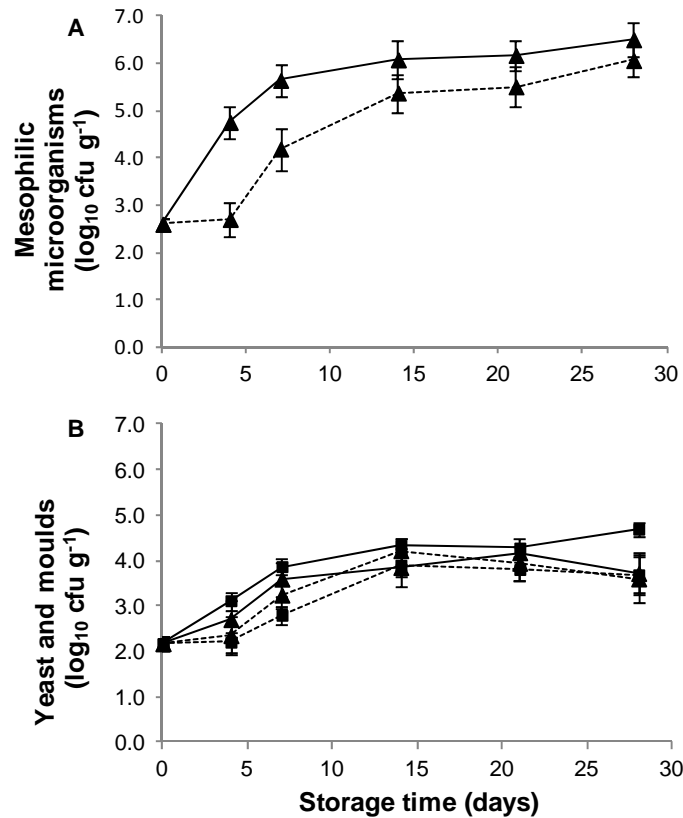 A
Mesophilic
microorganisms
(log₁₀ cfu g⁻¹)
7.0
6.0
5.0
4.0
3.0
2.0
1.0
0.0
0 5 10 15 20 25 30
B
Yeast and moulds
(log₁₀ cfu g⁻¹)
7.0
6.0
5.0
4.0
3.0
2.0
1.0
0.0
0 5 10 15 20 25 30
Storage time (days)